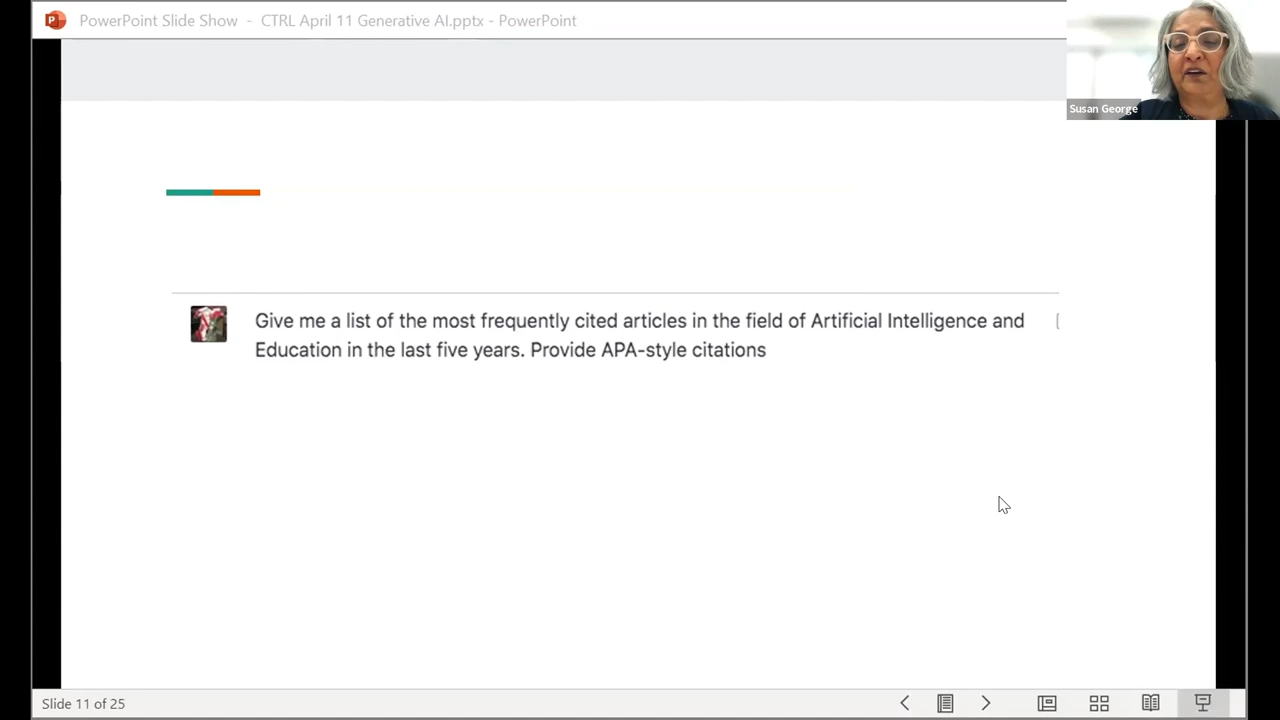 PowerPoint Slide Show - CTRL April 11 Generative AI.pptx - PowerPoint
Susan George
Give me a list of the most frequently cited articles in the field of Artificial Intelligence and
Education in the last five years. Provide APA-style citations
Slide 11 of 25